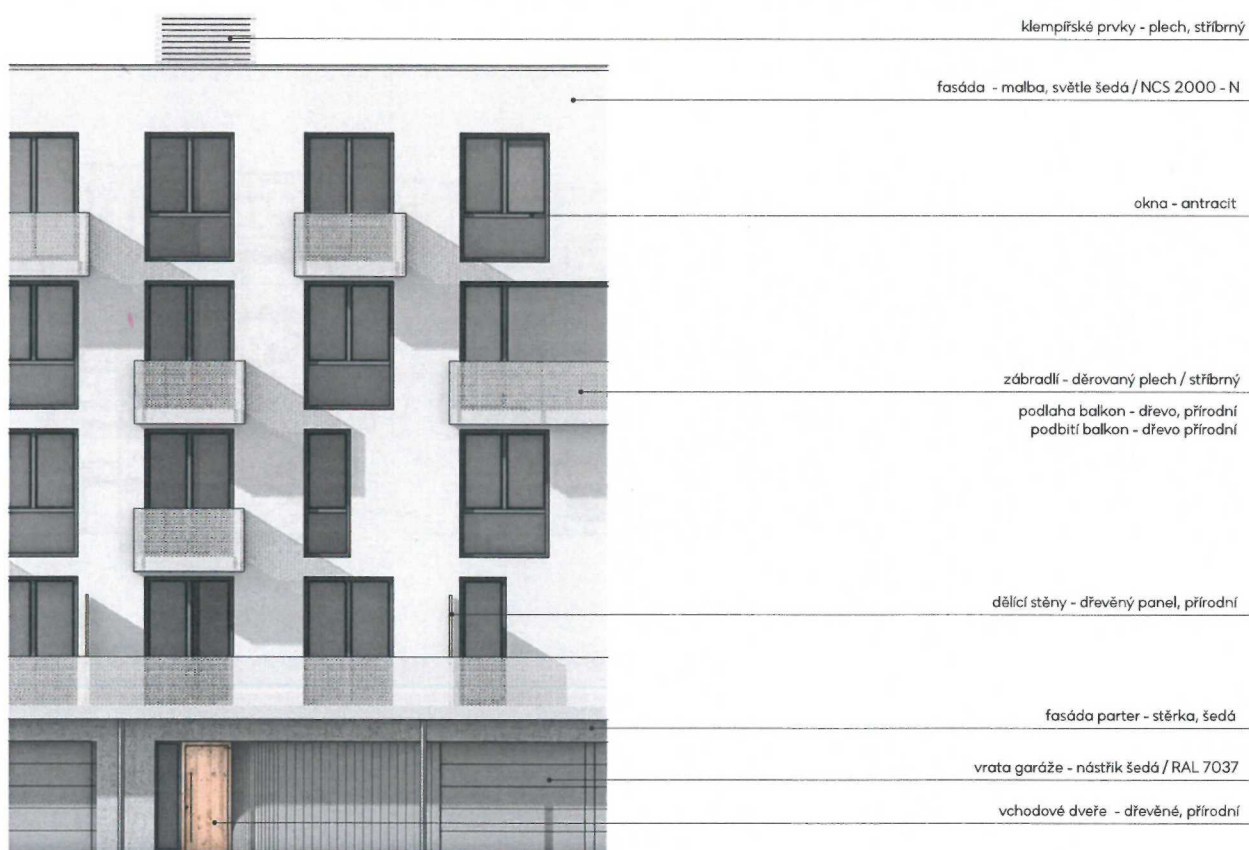 klempířské prvky - plech, stříbrný
fasáda - malba, světle šedá / NCS 2000 - N
okna - antracit
zábradlí - děrovaný plech / stříbrný
podlaha balkon - dřevo, přírodní
podbití balkon - dřevo přírodní
dělící stěny - dřevěný panel, přírodní
fasáda parter - stěrka, šedá
vrata garáže - nástřik šedá / RAL 7037
vchodové dveře - dřevěné, přírodní